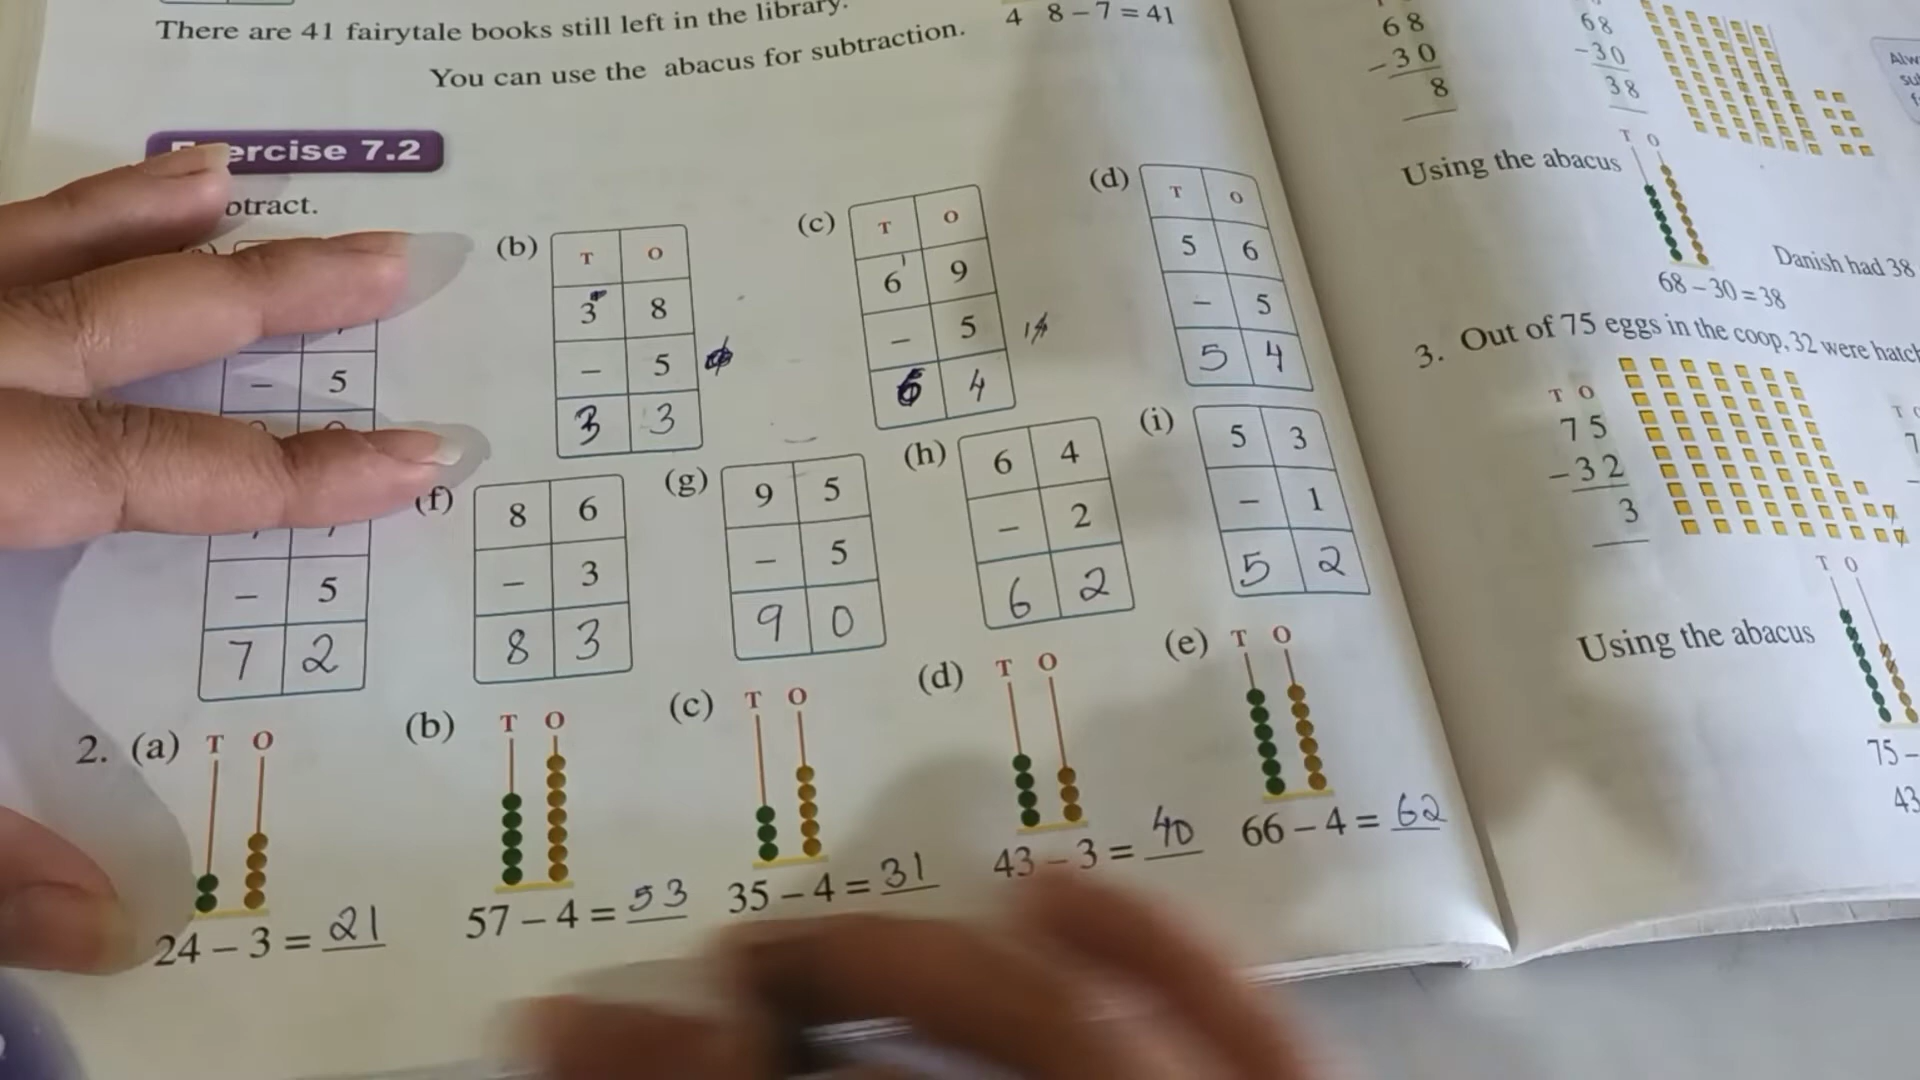 There are 41 fairytale books still left in the library.
4 8 – 7 = 41
You can use the abacus for subtraction.
ercise 7.2
otract.
– 5
(b) T O
3 8
– 5
3 3
(c) T O
6 9
– 5
6 4
(d) T O
5 6
– 5
5 4
– 5
7 2
(f) 8 6
– 3
8 3
(g) 9 5
– 5
9 0
(h) 6 4
– 2
6 2
(i) 5 3
– 1
5 2
2. (a) T O
24 – 3 = 21
(b) T O
57 – 4 = 53
(c) T O
35 – 4 = 31
(d) T O
43 – 3 = 40
(e) T O
66 – 4 = 62
68
– 30
8
68
– 30
38
Alw
su
Using the abacus
T O
68 – 30 = 38
Danish had 38
3. Out of 75 eggs in the coop, 32 were hatch
T O
75
– 32
3
T
7
Using the abacus
T O
75 –
43